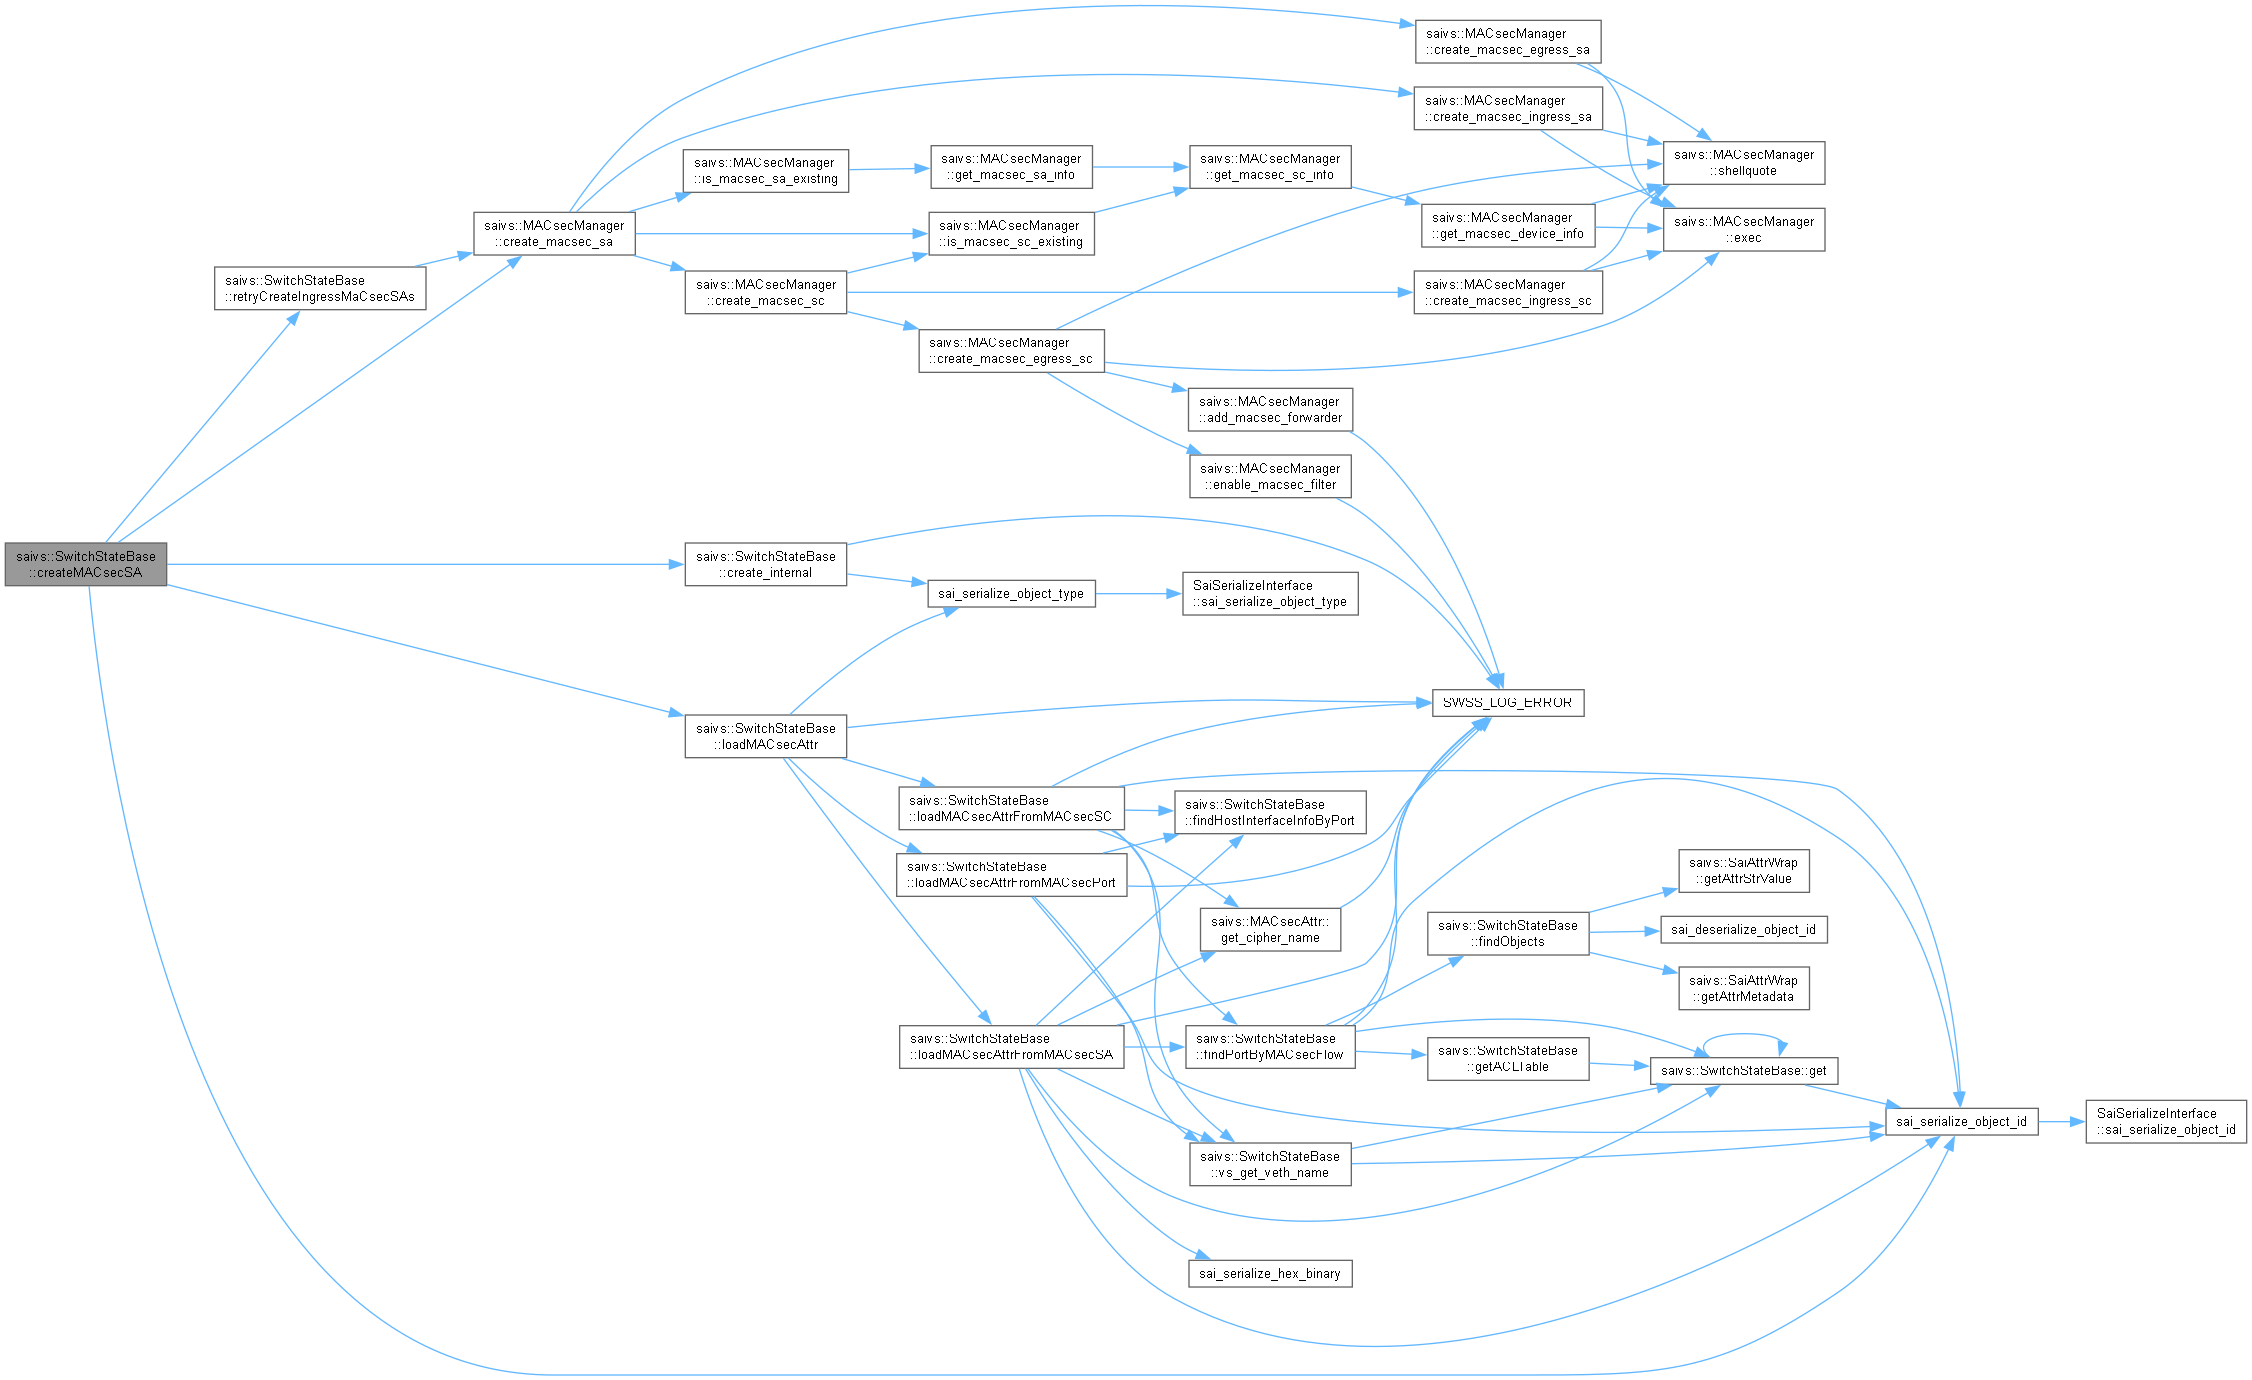 saivs::SwitchStateBase
::createMACsecSA
saivs::SwitchStateBase
::retryCreateIngressMaCsecSAs
saivs::MACsecManager
::create_macsec_sa
saivs::MACsecManager
::is_macsec_sa_existing
saivs::MACsecManager
::create_macsec_sc
saivs::MACsecManager
::get_macsec_sa_info
saivs::MACsecManager
::is_macsec_sc_existing
saivs::MACsecManager
::create_macsec_egress_sc
saivs::MACsecManager
::get_macsec_sc_info
saivs::MACsecManager
::create_macsec_egress_sa
saivs::MACsecManager
::create_macsec_ingress_sa
saivs::MACsecManager
::get_macsec_device_info
saivs::MACsecManager
::create_macsec_ingress_sc
saivs::MACsecManager
::shellquote
saivs::MACsecManager
::exec
saivs::MACsecManager
::add_macsec_forwarder
saivs::MACsecManager
::enable_macsec_filter
saivs::SwitchStateBase
::create_internal
sai_serialize_object_type
SaiSerializeInterface
::sai_serialize_object_type
SWSS_LOG_ERROR
saivs::SwitchStateBase
::loadMACsecAttr
saivs::SwitchStateBase
::loadMACsecAttrFromMACsecSC
saivs::SwitchStateBase
::loadMACsecAttrFromMACsecPort
saivs::SwitchStateBase
::loadMACsecAttrFromMACsecSA
saivs::SwitchStateBase
::findHostInterfaceInfoByPort
saivs::MACsecAttr::
get_cipher_name
saivs::SwitchStateBase
::findPortByMACsecFlow
saivs::SwitchStateBase
::vs_get_veth_name
sai_serialize_hex_binary
saivs::SwitchStateBase
::findObjects
saivs::SwitchStateBase
::getACLTable
saivs::SaiAttrWrap
::getAttrStrValue
sai_deserialize_object_id
saivs::SaiAttrWrap
::getAttrMetadata
saivs::SwitchStateBase::get
sai_serialize_object_id
SaiSerializeInterface
::sai_serialize_object_id